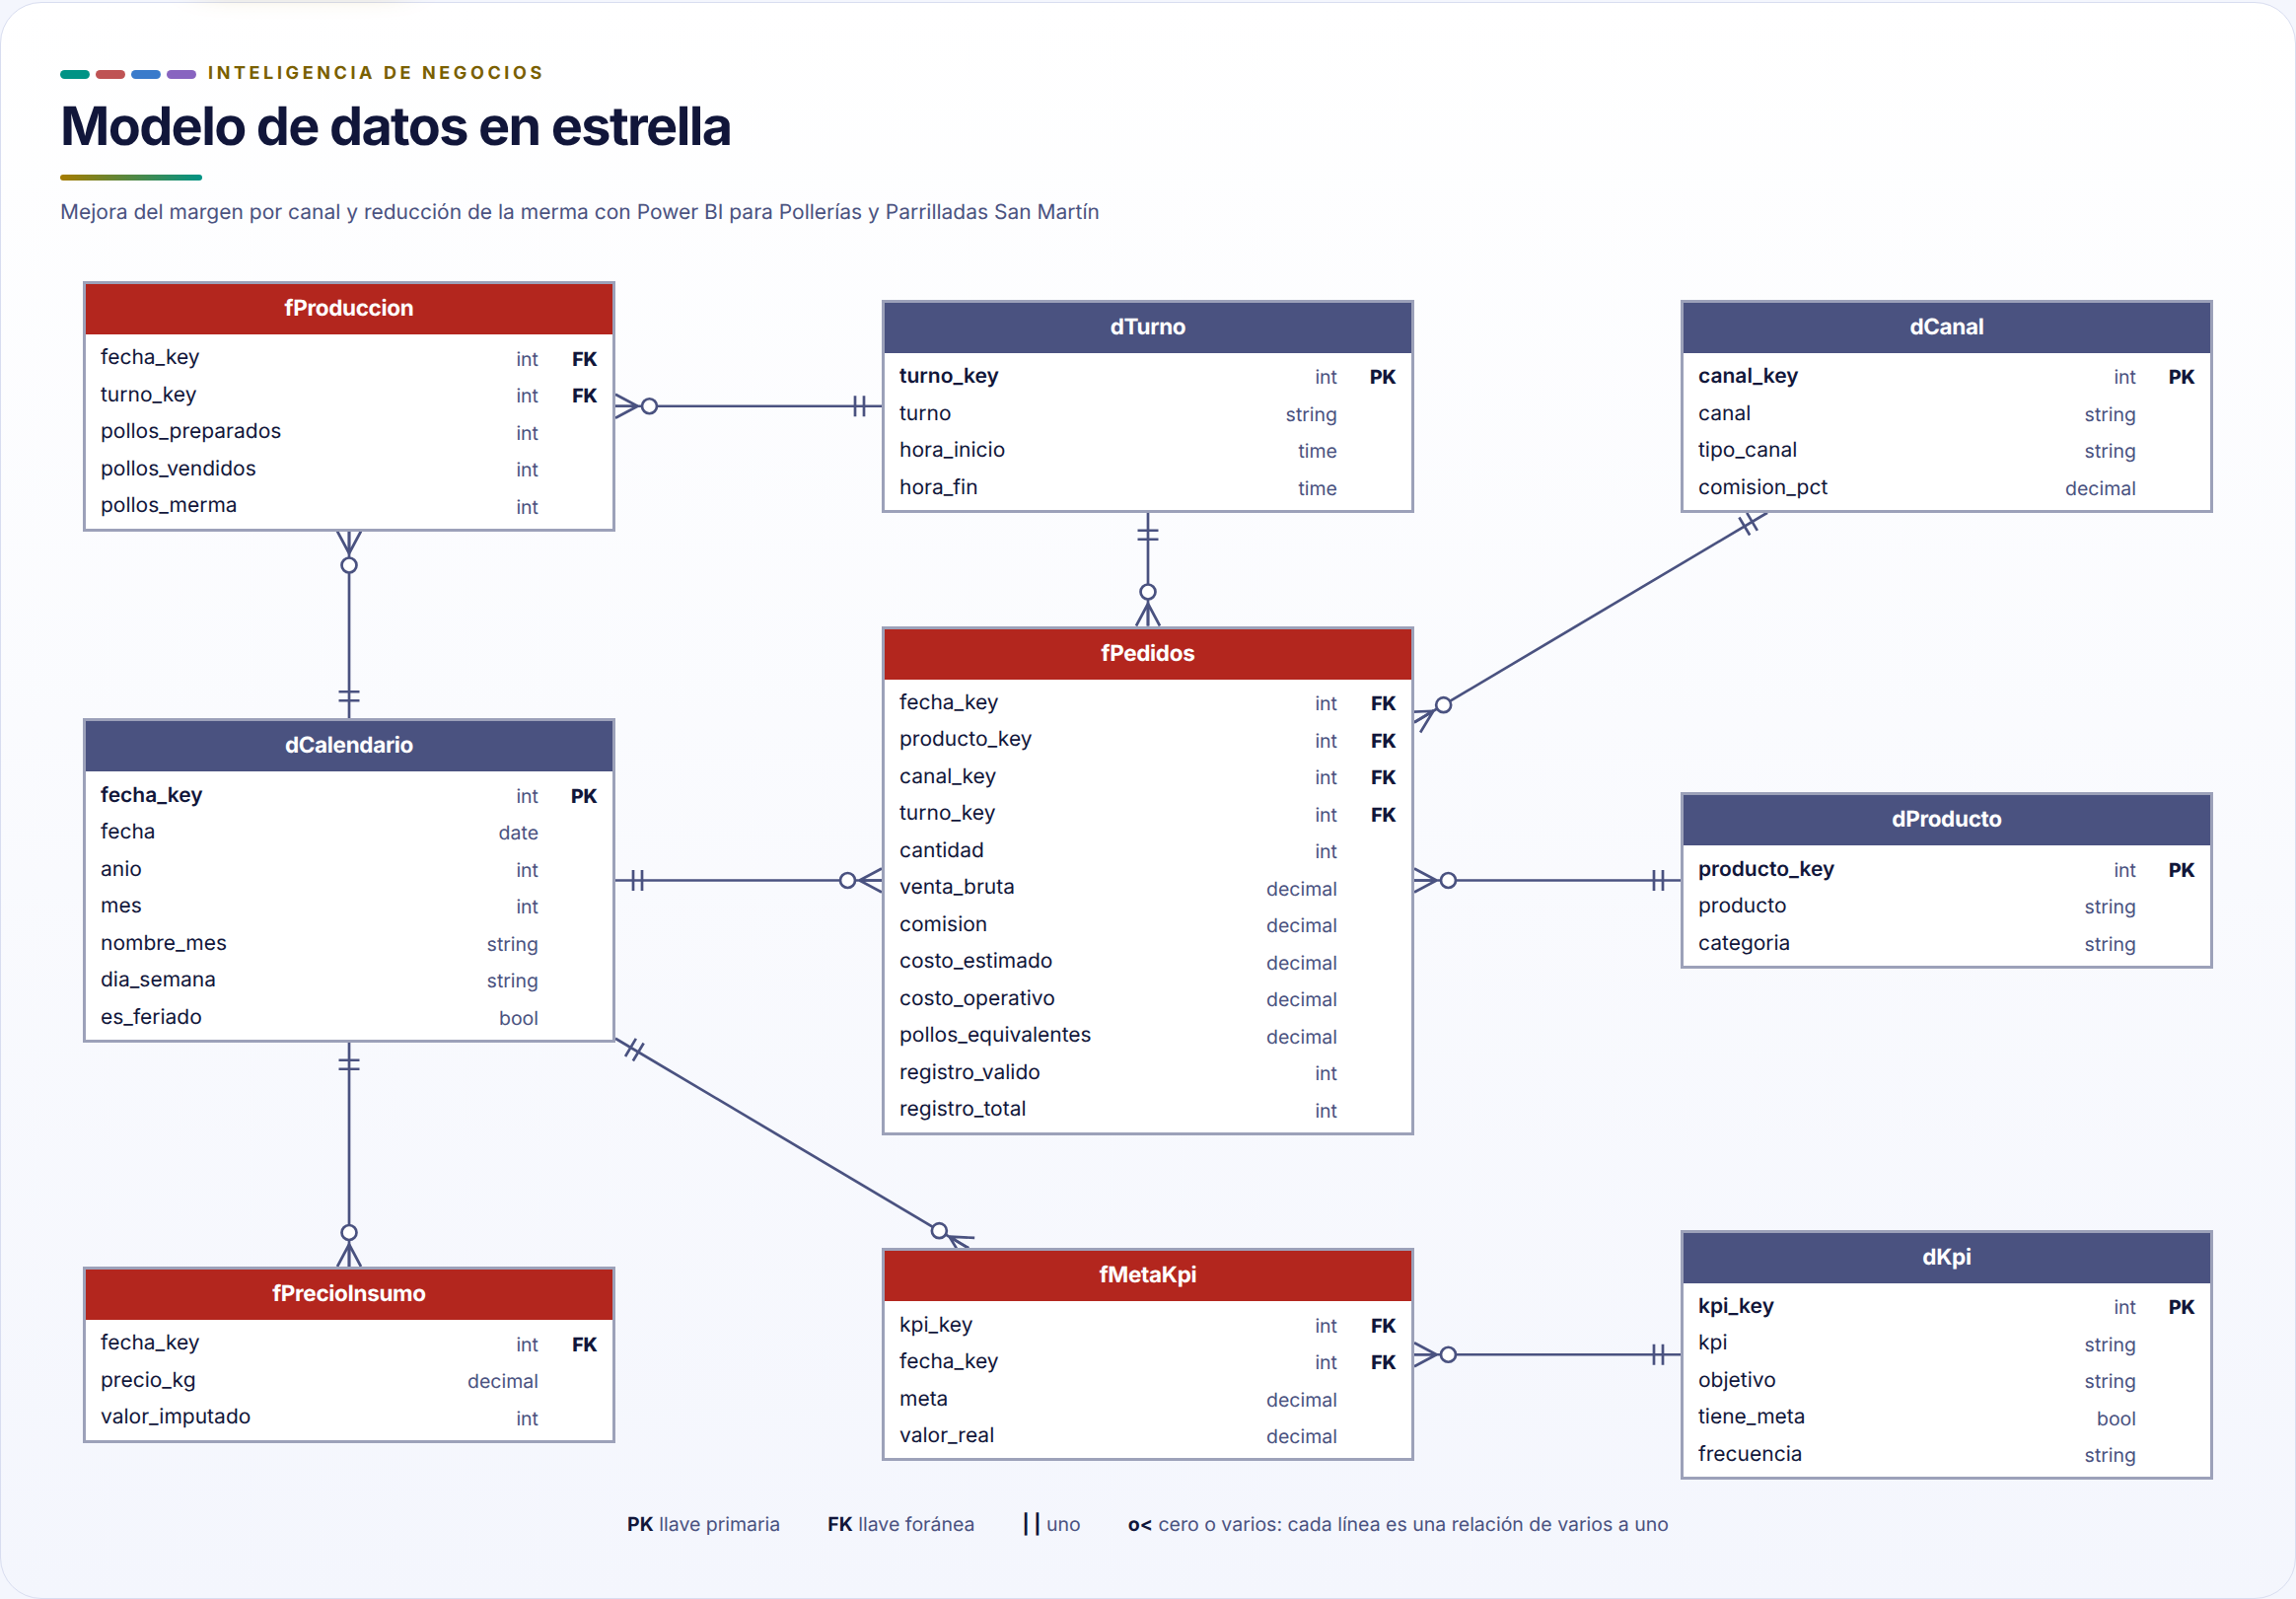 INTELIGENCIA DE NEGOCIOS
Modelo de datos en estrella
Mejora del margen por canal y reducción de la merma con Power BI para Pollerías y Parrilladas San Martín
fProduccion
fecha_key int FK
turno_key int FK
pollos_preparados int
pollos_vendidos int
pollos_merma int
dTurno
turno_key int PK
turno string
hora_inicio time
hora_fin time
dCanal
canal_key int PK
canal string
tipo_canal string
comision_pct decimal
dCalendario
fecha_key int PK
fecha date
anio int
mes int
nombre_mes string
dia_semana string
es_feriado bool
fPedidos
fecha_key int FK
producto_key int FK
canal_key int FK
turno_key int FK
cantidad int
venta_bruta decimal
comision decimal
costo_estimado decimal
costo_operativo decimal
pollos_equivalentes decimal
registro_valido int
registro_total int
dProducto
producto_key int PK
producto string
categoria string
fPrecioInsumo
fecha_key int FK
precio_kg decimal
valor_imputado int
fMetaKpi
kpi_key int FK
fecha_key int FK
meta decimal
valor_real decimal
dKpi
kpi_key int PK
kpi string
objetivo string
tiene_meta bool
frecuencia string
PK llave primaria FK llave foránea || uno o< cero o varios: cada línea es una relación de varios a uno